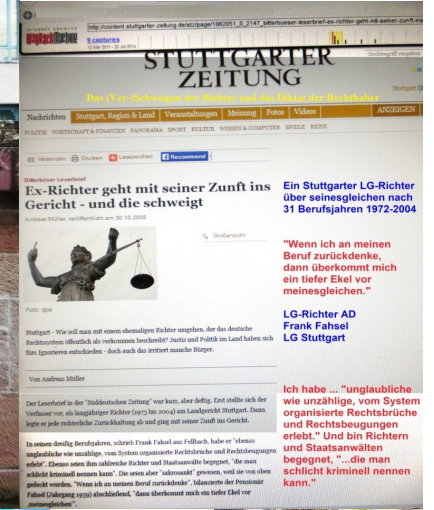 http://content.stuttgarter-zeitung.de/stz/page/1862051_0_2147_bitterboeser-leserbrief-ex-richter-geht-mit-seiner-zunft-ins
INTERNET ARCHIVE
WayBackMachine
9 captures
STUTTGARTER
ZEITUNG
Das (Ver-)Schweigen der Richter und das Diktat der Rechthaber
Stuttgart
Nachrichten Stuttgart, Region & Land Veranstaltungen Meinung Fotos Videos ANZEIGEN
POLITIK WIRTSCHAFT & FINANZEN PANORAMA SPORT KULTUR WISSEN & COMPUTER SPIELE REISE
Versenden Drucken Lesezeichen Recommend
Bitterböser Leserbrief
Ex-Richter geht mit seiner Zunft ins
Gericht - und die schweigt
Andreas Müller, veröffentlicht am 30.10.2009
Großansicht
Foto: dpa
Stuttgart - Wie soll man mit einem ehemaligen Richter umgehen, der das deutsche
Rechtssystem öffentlich als verkommen beschreibt? Justiz und Politik im Land haben sich
fürs Ignorieren entschieden - doch auch das irritiert manche Bürger.
Von Andreas Müller
Der Leserbrief in der "Süddeutschen Zeitung" war kurz, aber deftig. Erst stellte sich der
Verfasser vor, als langjähriger Richter (1973 bis 2004) am Landgericht Stuttgart. Dann
legte er jede richterliche Zurückhaltung ab und ging mit seiner Zunft ins Gericht.
In seinen dreißig Berufsjahren, schrieb Frank Fahsel aus Fellbach, habe er "ebenso
unglaubliche wie unzählige, vom System organisierte Rechtsbrüche und Rechtsbeugungen
erlebt". Ebenso seien ihm zahlreiche Richter und Staatsanwälte begegnet, "die man
schlicht kriminell nennen kann". Die seien aber "sakrosankt" gewesen, weil sie von oben
gedeckt wurden. "Wenn ich an meinen Beruf zurückdenke", bilanzierte der Pensionär
Fahsel (Jahrgang 1939) abschließend, "dann überkommt mich ein tiefer Ekel vor
‚meinesgleichen'."
Ein Stuttgarter LG-Richter
über seinesgleichen nach
31 Berufsjahren 1972-2004
"Wenn ich an meinen
Beruf zurückdenke,
dann überkommt mich
ein tiefer Ekel vor
meinesgleichen."
LG-Richter AD
Frank Fahsel
LG Stuttgart
Ich habe ... "unglaubliche
wie unzählige, vom System
organisierte Rechtsbrüche
und Rechtsbeugungen
erlebt." Und bin Richtern
und Staatsanwälten
begegnet, "...die man
schlicht kriminell nennen
kann."